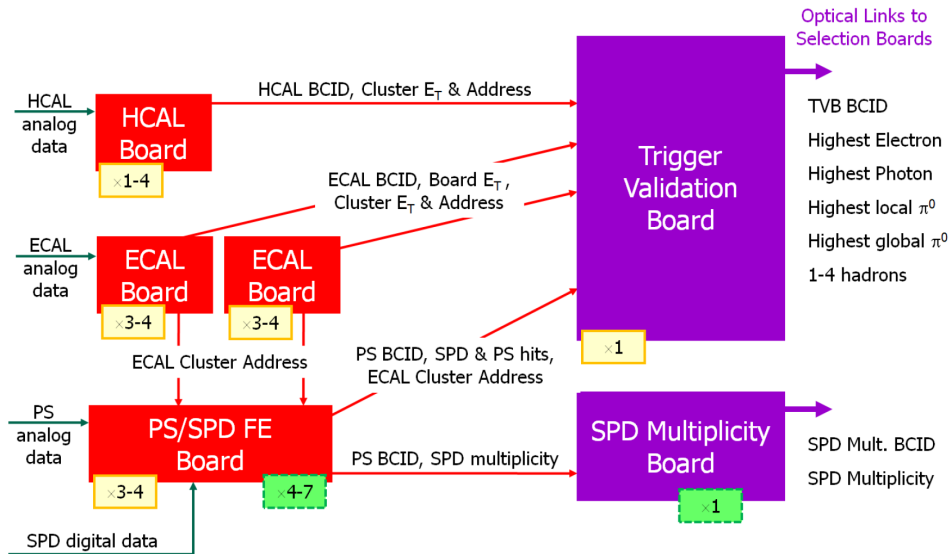 Optical Links to
Selection Boards
HCAL
analog
data
HCAL
Board
×1-4
HCAL BCID, Cluster E_T & Address
Trigger
Validation
Board
×1
TVB BCID
Highest Electron
Highest Photon
Highest local π⁰
Highest global π⁰
1-4 hadrons
ECAL BCID, Board E_T,
Cluster E_T & Address
ECAL
analog
data
ECAL
Board
×3-4
ECAL
Board
×3-4
ECAL Cluster Address
PS BCID, SPD & PS hits,
ECAL Cluster Address
PS
analog
data
PS/SPD FE
Board
×3-4
×4-7
PS BCID, SPD multiplicity
SPD Multiplicity
Board
×1
SPD Mult. BCID
SPD Multiplicity
SPD digital data